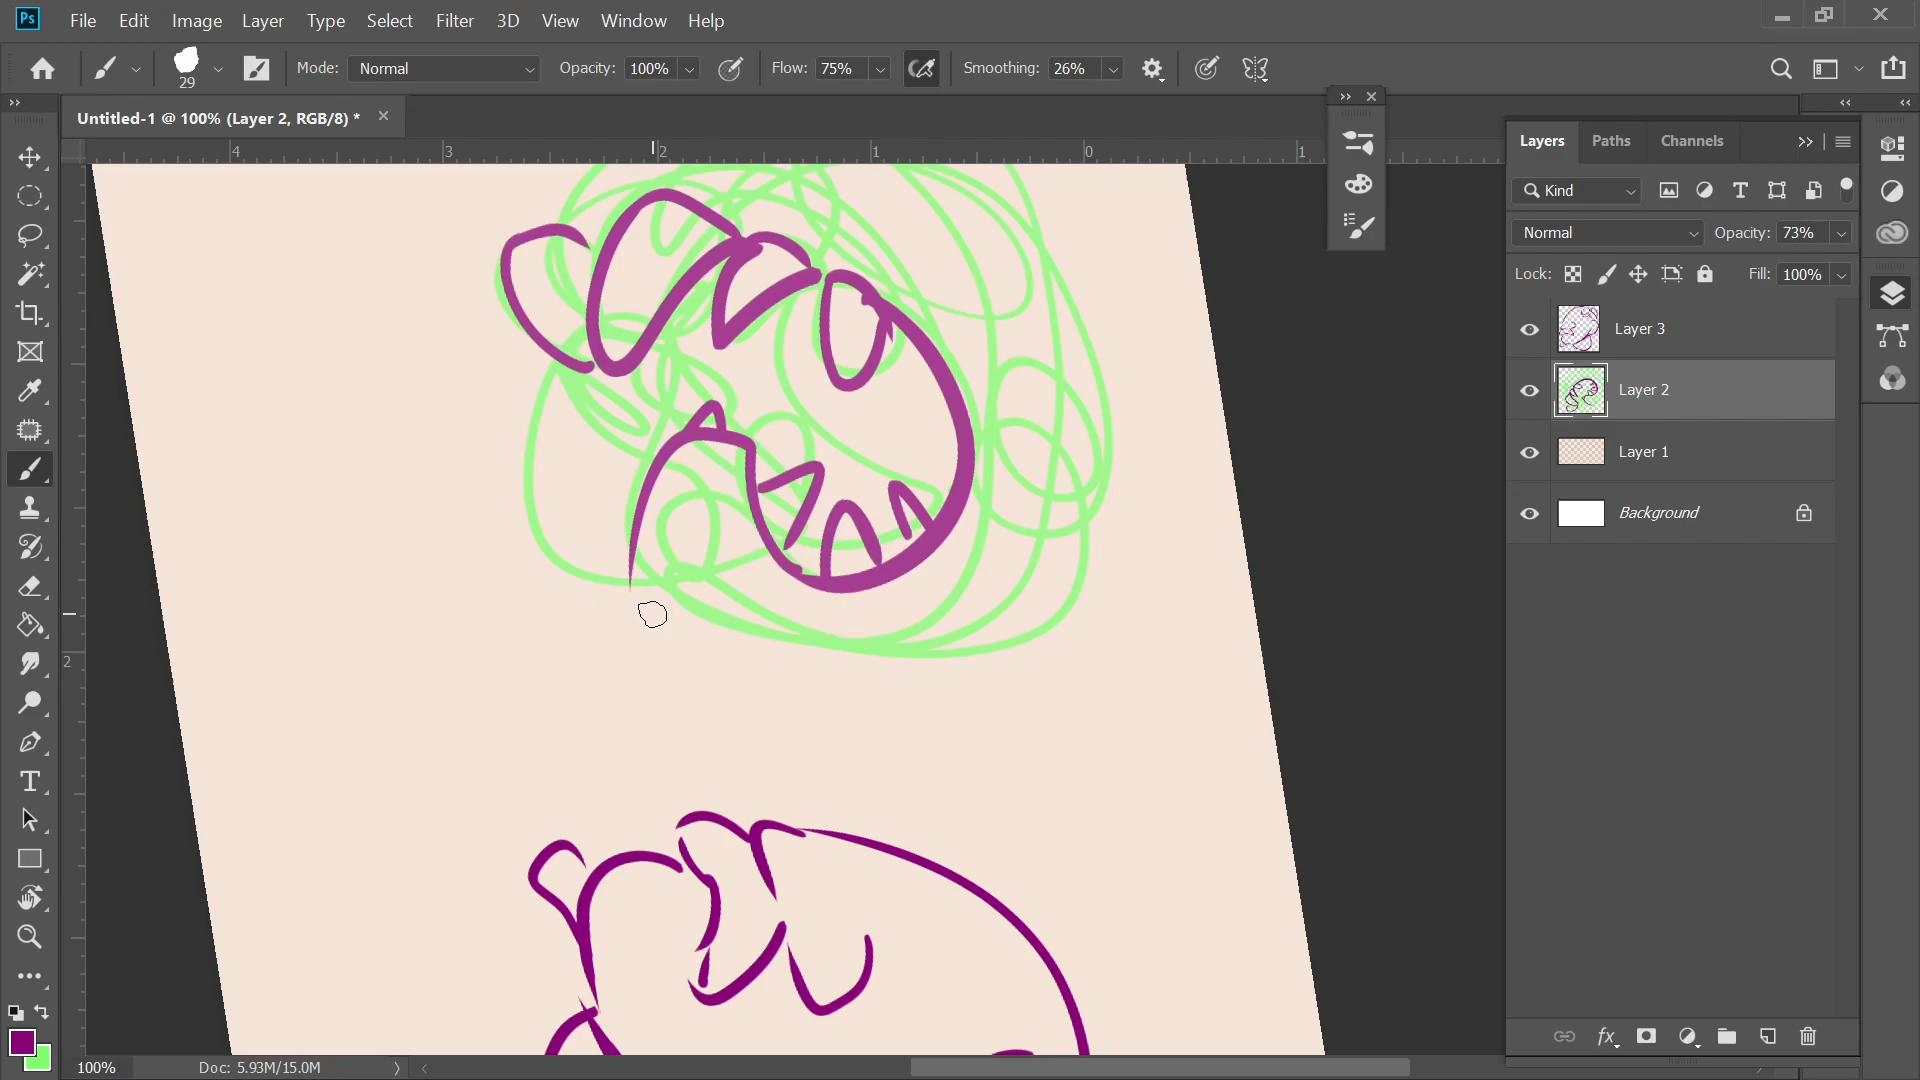 Ps File Edit Image Layer Type Select Filter 3D View Window Help
29 Mode: Normal Opacity: 100% Flow: 75% Smoothing: 26%
Untitled-1 @ 100% (Layer 2, RGB/8) *
4 3 2 1 0 1
2
Layers Paths Channels
Kind
Normal Opacity: 73%
Lock: Fill: 100%
Layer 3
Layer 2
Layer 1
Background
fx
100% Doc: 5.93M/15.0M